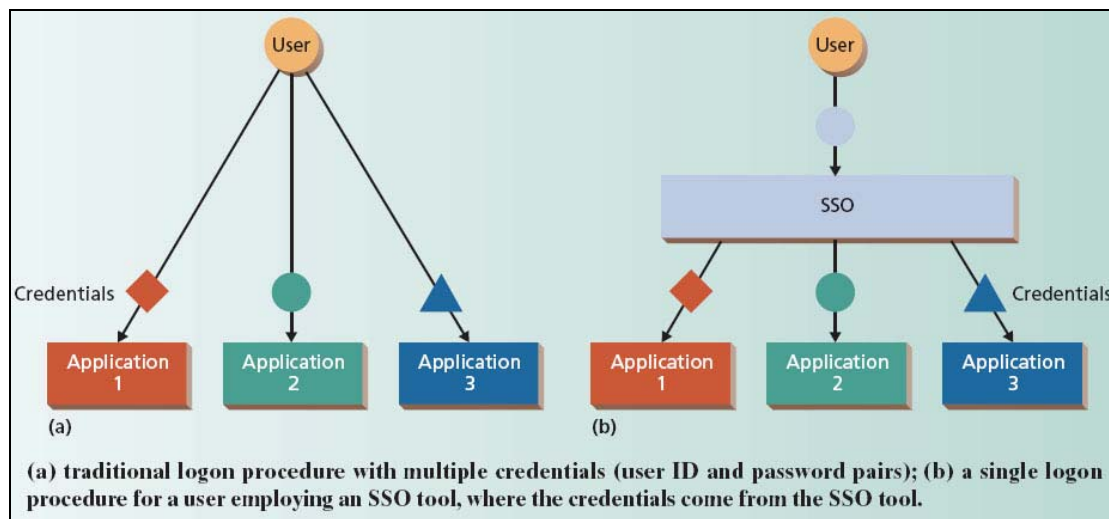 User
Credentials
Application
1
Application
2
Application
3
(a)
User
SSO
Credentials
Application
1
Application
2
Application
3
(b)
(a) traditional logon procedure with multiple credentials (user ID and password pairs); (b) a single logon
procedure for a user employing an SSO tool, where the credentials come from the SSO tool.